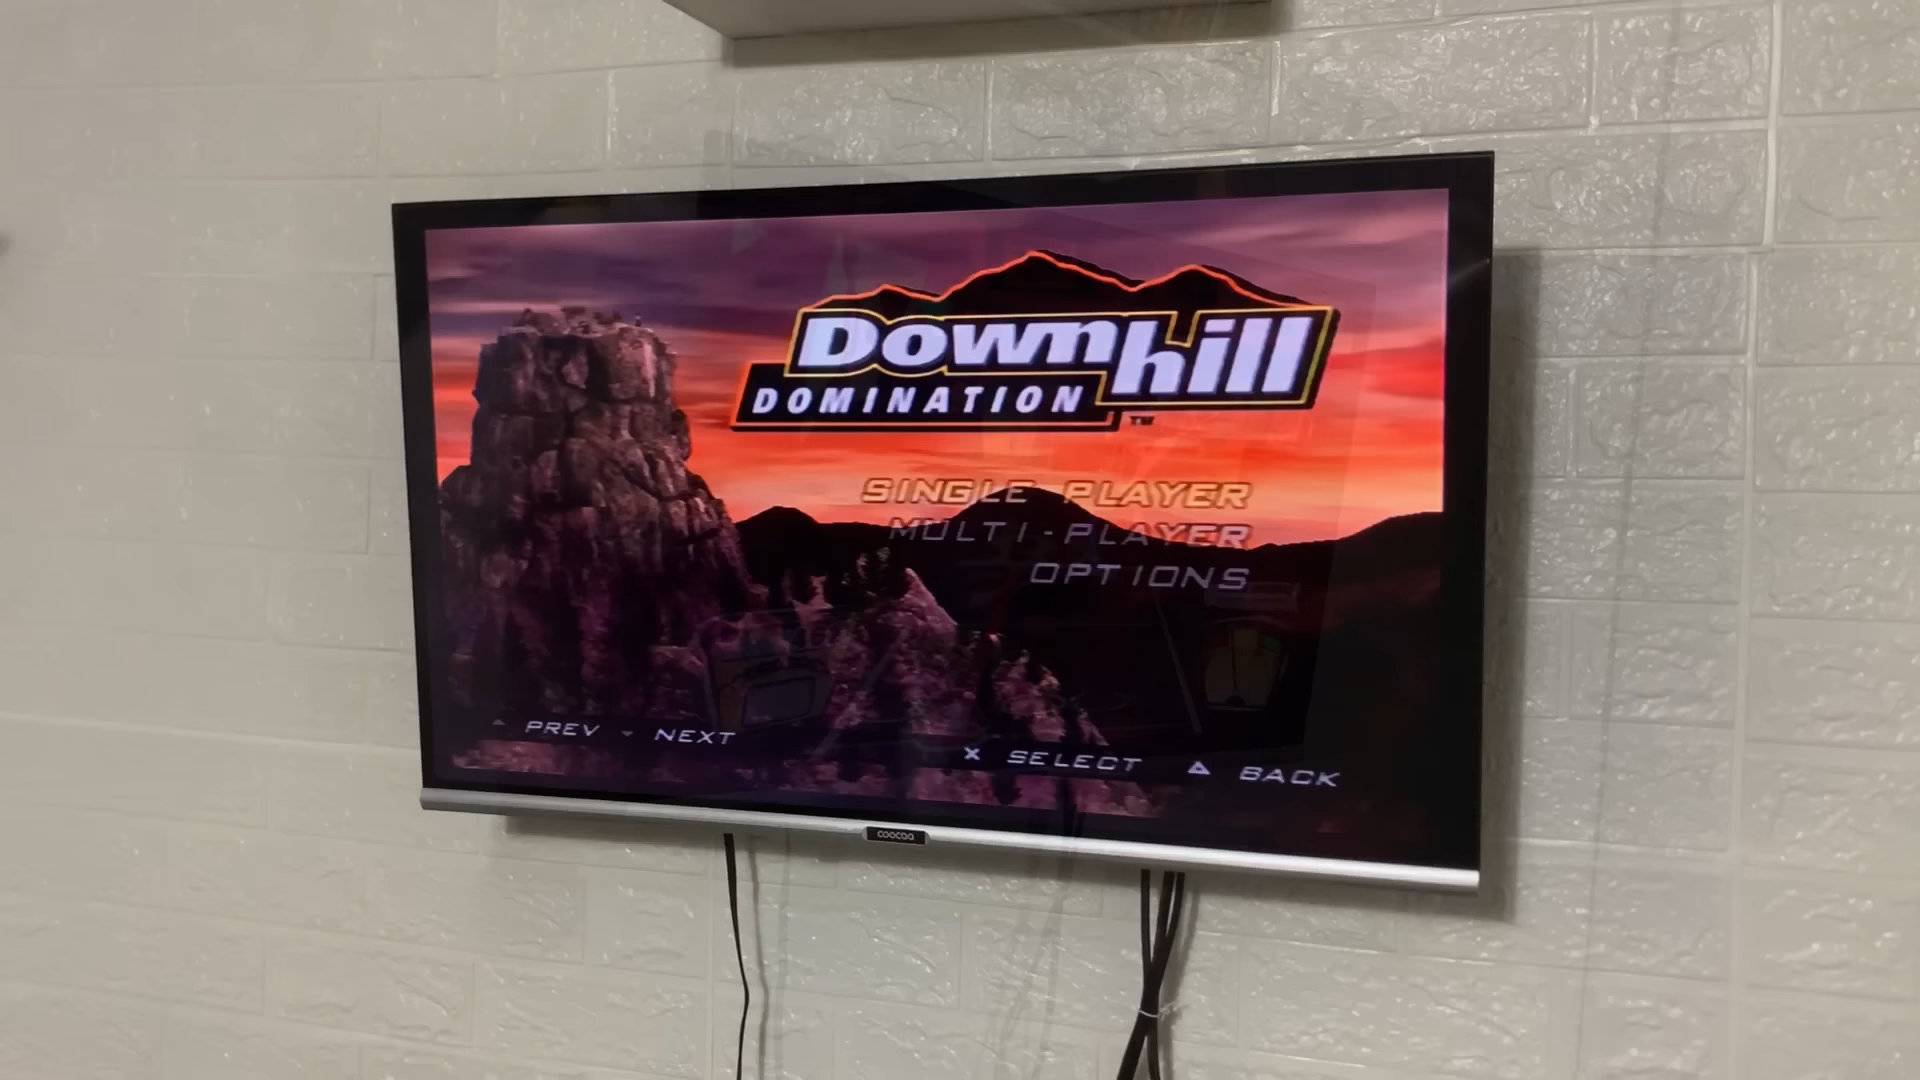 Downhill
DOMINATION
TM
SINGLE PLAYER
MULTI-PLAYER
OPTIONS
PREV NEXT
X SELECT BACK
coocaa